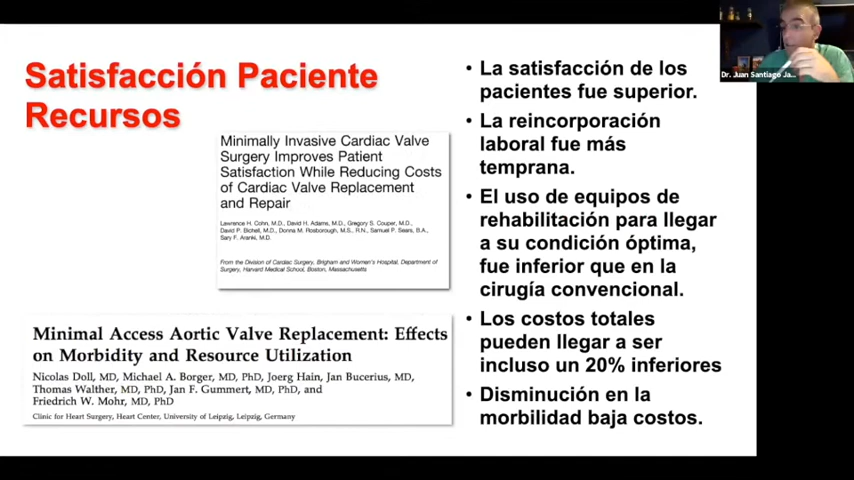 Satisfacción Paciente
Recursos
Minimally Invasive Cardiac Valve
Surgery Improves Patient
Satisfaction While Reducing Costs
of Cardiac Valve Replacement
and Repair
Lawrence H. Cohn, M.D., David H. Adams, M.D., Gregory S. Couper, M.D.,
David P. Bichell, M.D., Donna M. Rosborough, M.S., R.N., Samuel P. Sears, B.A.,
Sary F. Aranki, M.D.
From the Division of Cardiac Surgery, Brigham and Women's Hospital, Department of
Surgery, Harvard Medical School, Boston, Massachusetts
Minimal Access Aortic Valve Replacement: Effects
on Morbidity and Resource Utilization
Nicolas Doll, MD, Michael A. Borger, MD, PhD, Joerg Hain, Jan Bucerius, MD,
Thomas Walther, MD, PhD, Jan F. Gummert, MD, PhD, and
Friedrich W. Mohr, MD, PhD
Clinic for Heart Surgery, Heart Center, University of Leipzig, Leipzig, Germany
• La satisfacción de los
pacientes fue superior.
• La reincorporación
laboral fue más
temprana.
• El uso de equipos de
rehabilitación para llegar
a su condición óptima,
fue inferior que en la
cirugía convencional.
• Los costos totales
pueden llegar a ser
incluso un 20% inferiores
• Disminución en la
morbilidad baja costos.
Dr. Juan Santiago Ja...